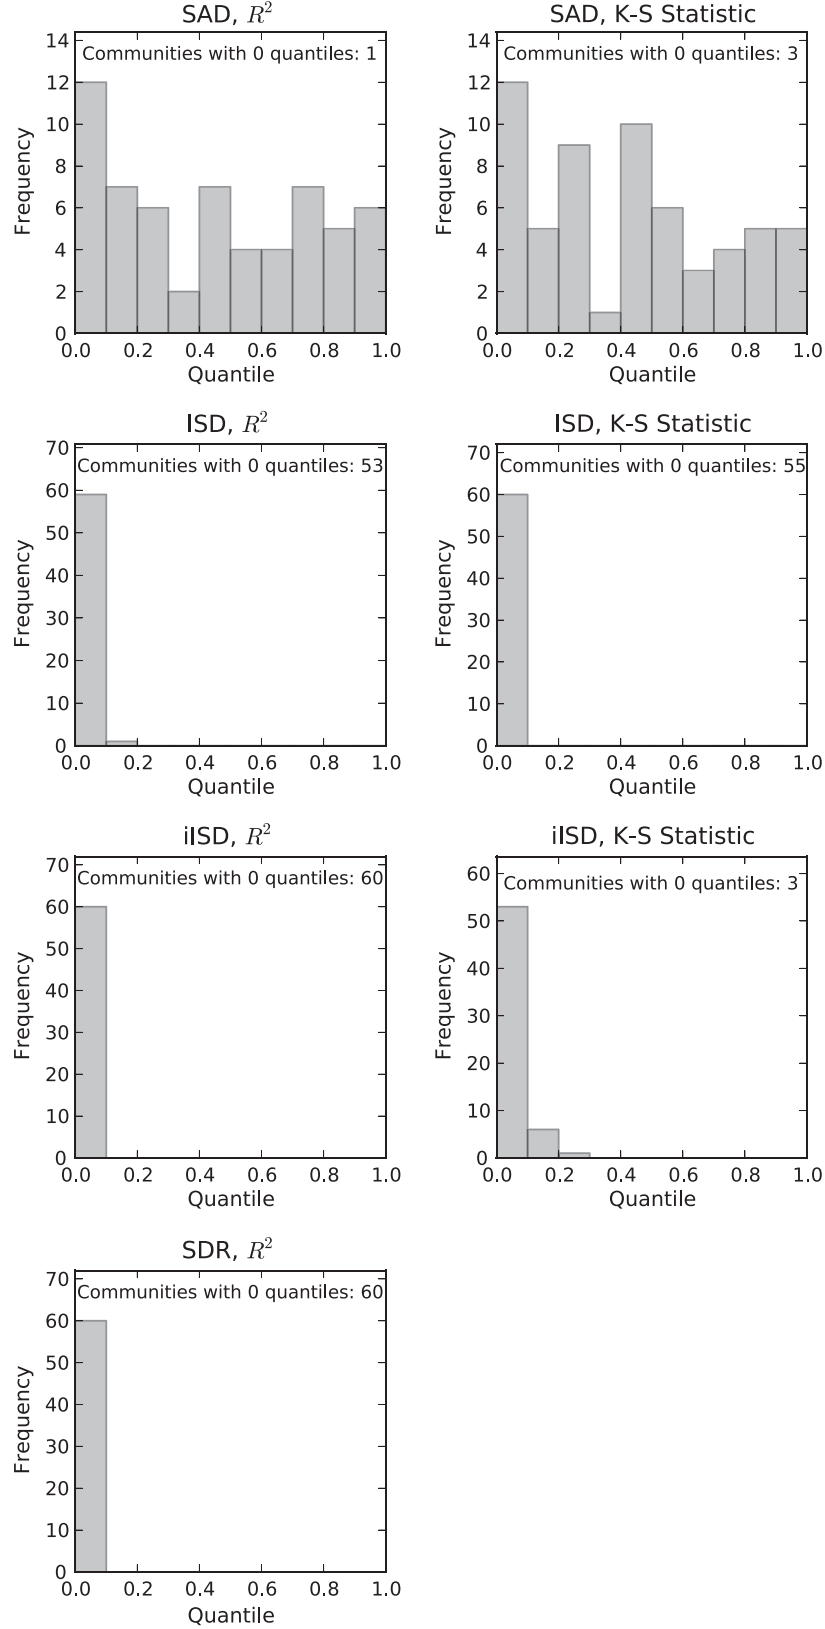 SAD, R²
Communities with 0 quantiles: 1
14
12
10
8
6
4
2
0
Frequency
0.0 0.2 0.4 0.6 0.8 1.0
Quantile
SAD, K-S Statistic
Communities with 0 quantiles: 3
14
12
10
8
6
4
2
0
Frequency
0.0 0.2 0.4 0.6 0.8 1.0
Quantile
ISD, R²
Communities with 0 quantiles: 53
70
60
50
40
30
20
10
0
Frequency
0.0 0.2 0.4 0.6 0.8 1.0
Quantile
ISD, K-S Statistic
Communities with 0 quantiles: 55
70
60
50
40
30
20
10
0
Frequency
0.0 0.2 0.4 0.6 0.8 1.0
Quantile
iISD, R²
Communities with 0 quantiles: 60
70
60
50
40
30
20
10
0
Frequency
0.0 0.2 0.4 0.6 0.8 1.0
Quantile
iISD, K-S Statistic
Communities with 0 quantiles: 3
60
50
40
30
20
10
0
Frequency
0.0 0.2 0.4 0.6 0.8 1.0
Quantile
SDR, R²
Communities with 0 quantiles: 60
70
60
50
40
30
20
10
0
Frequency
0.0 0.2 0.4 0.6 0.8 1.0
Quantile